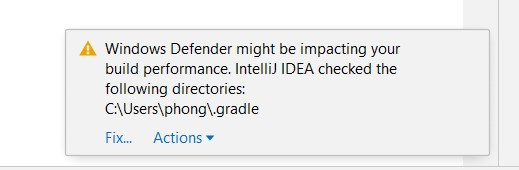 Windows Defender might be impacting your
build performance. IntelliJ IDEA checked the
following directories:
C:\Users\phong\.gradle
Fix... Actions